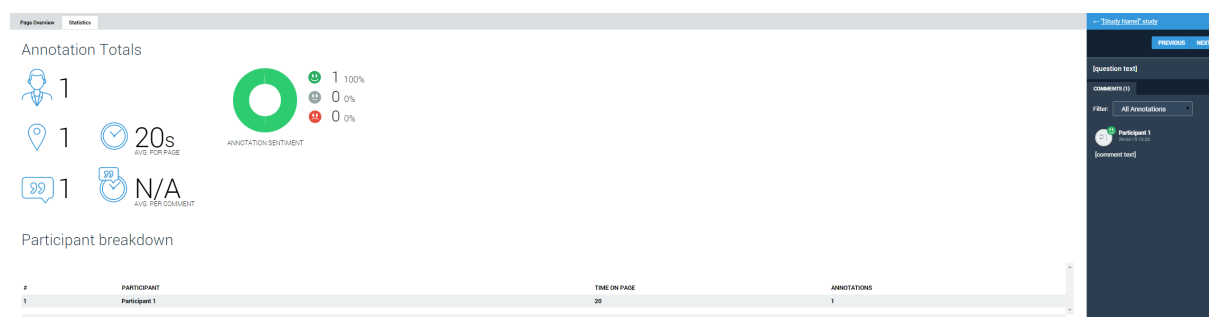 Page Overview Statistics
Annotation Totals
1
1 100%
0 0%
0 0%
1
20s
AVG. FOR PAGE
ANNOTATION SENTIMENT
1
N/A
AVG. PER COMMENT
Participant breakdown
# PARTICIPANT TIME ON PAGE ANNOTATIONS
1 Participant 1 20 1
← "[Study Name]" study
PREVIOUS NEXT
[question text]
COMMENTS (1)
Filter: All Annotations
Participant 1
[comment text]